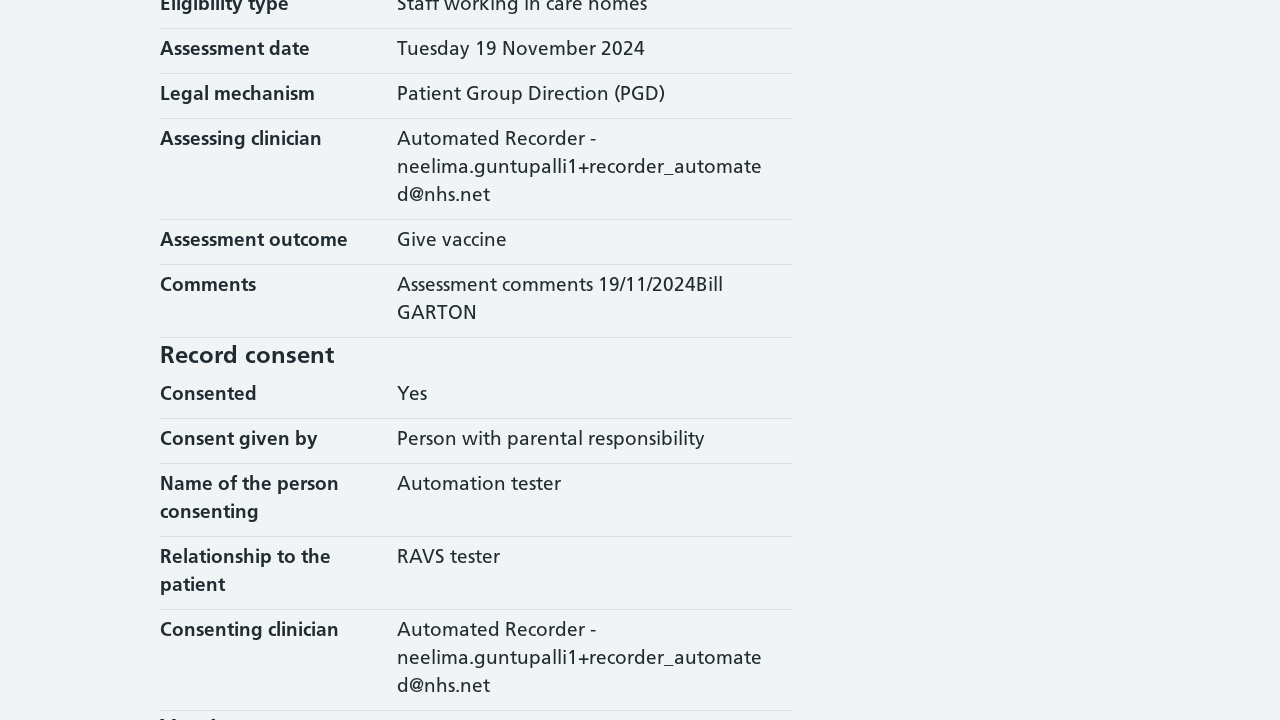 Eligibility type Staff working in care homes
Assessment date Tuesday 19 November 2024
Legal mechanism Patient Group Direction (PGD)
Assessing clinician Automated Recorder -
neelima.guntupalli1+recorder_automate
d@nhs.net
Assessment outcome Give vaccine
Comments Assessment comments 19/11/2024Bill
GARTON
Record consent
Consented Yes
Consent given by Person with parental responsibility
Name of the person Automation tester
consenting
Relationship to the RAVS tester
patient
Consenting clinician Automated Recorder -
neelima.guntupalli1+recorder_automate
d@nhs.net